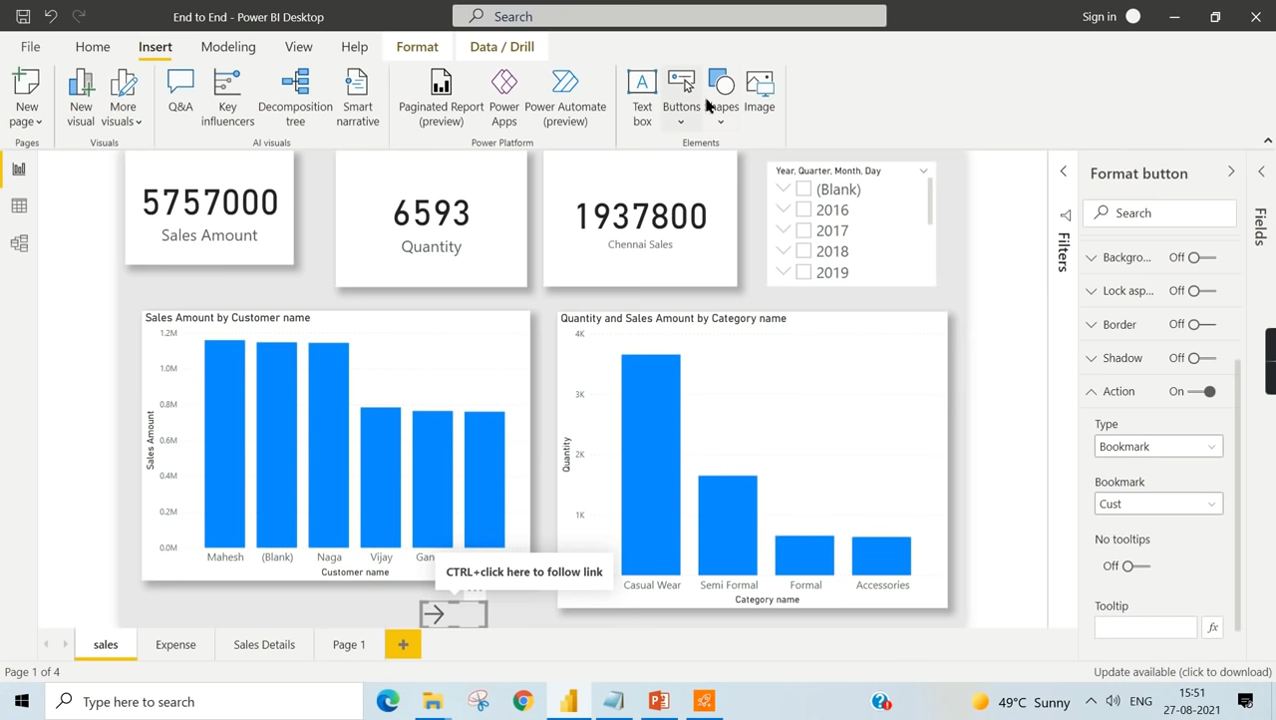 End to End - Power BI Desktop
Search
Sign in
File
Home
Insert
Modeling
View
Help
Format
Data / Drill
New page
New visual
More visuals
Q&A
Key influencers
Decomposition tree
Smart narrative
Paginated Report (preview)
Power Apps
Power Automate (preview)
Text box
Buttons
Image
Pages
Visuals
AI visuals
Power Platform
Elements
5757000
Sales Amount
6593
Quantity
1937800
Chennai Sales
Year, Quarter, Month, Day
(Blank)
2016
2017
2018
2019
Sales Amount by Customer name
1.2M
1.0M
0.8M
0.6M
0.4M
0.2M
0.0M
Sales Amount
Mahesh
(Blank)
Naga
Vijay
Customer name
CTRL+click here to follow link
Quantity and Sales Amount by Category name
4K
3K
2K
1K
Quantity
Casual Wear
Semi Formal
Formal
Accessories
Category name
Filters
Format button
Search
Backgro... Off
Lock asp... Off
Border Off
Shadow Off
Action On
Type
Bookmark
Bookmark
Cust
No tooltips
Off
Tooltip
fx
Fields
sales
Expense
Sales Details
Page 1
+
Page 1 of 4
Update available (click to download)
Type here to search
49°C Sunny
ENG
15:51
27-08-2021